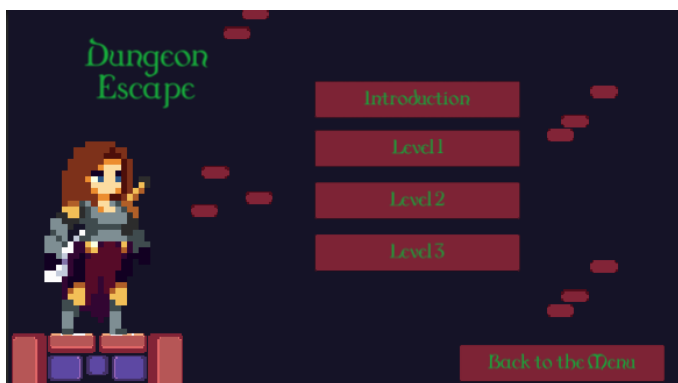 Dungeon
Escape
Introduction
Level 1
Level 2
Level 3
Back to the Menu